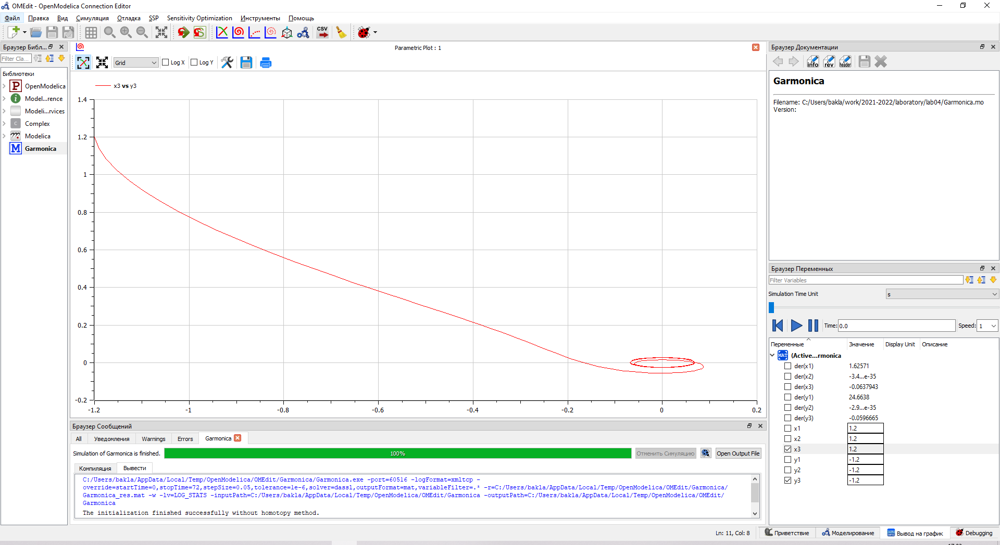 OMEdit - OpenModelica Connection Editor
Файл Правка Вид Симуляция Отладка SSP Sensitivity Optimization Инструменты Помощь
CSV
Браузер Библ...
Filter Cla...
Библиотеки
P OpenModelica
i Model...rence
Modeli...rvices
C Complex
Modelica
M Garmonica
Parametric Plot : 1
Grid Log X Log Y
x3 vs y3
1.4
1.2
1
0.8
0.6
0.4
0.2
0
-0.2
-1.2 -1 -0.8 -0.6 -0.4 -0.2 0 0.2
Браузер Сообщений
All Уведомления Warnings Errors Garmonica
Simulation of Garmonica is finished. 100% Отменить Симуляцию Open Output File
Компиляция Вывести
C:/Users/bakla/AppData/Local/Temp/OpenModelica/OMEdit/Garmonica/Garmonica.exe -port=60516 -logFormat=xmltcp -
override=startTime=0,stopTime=72,stepSize=0.05,tolerance=1e-6,solver=dassl,outputFormat=mat,variableFilter=.* -r=C:/Users/bakla/AppData/Local/Temp/OpenModelica/OMEdit/Garmonica/
Garmonica_res.mat -w -lv=LOG_STATS -inputPath=C:/Users/bakla/AppData/Local/Temp/OpenModelica/OMEdit/Garmonica -outputPath=C:/Users/bakla/AppData/Local/Temp/OpenModelica/OMEdit/
Garmonica
The initialization finished successfully without homotopy method.
Браузер Документации
info rev header
Garmonica
Filename: C:/Users/bakla/work/2021-2022/laboratory/lab04/Garmonica.mo
Version:
Браузер Переменных
Filter Variables
Simulation Time Unit s
Time: 0.0 Speed: 1
Переменные Значение Display Unit Описание
MAT (Active...rmonica
der(x1) 1.62571
der(x2) -3.4...e-35
der(x3) -0.0637943
der(y1) 24.6638
der(y2) -2.9...e-35
der(y3) -0.0596665
x1 1.2
x2 1.2
x3 1.2
y1 -1.2
y2 -1.2
y3 -1.2
Ln: 11, Col: 8 Приветствие Моделирование Вывод на график Debugging